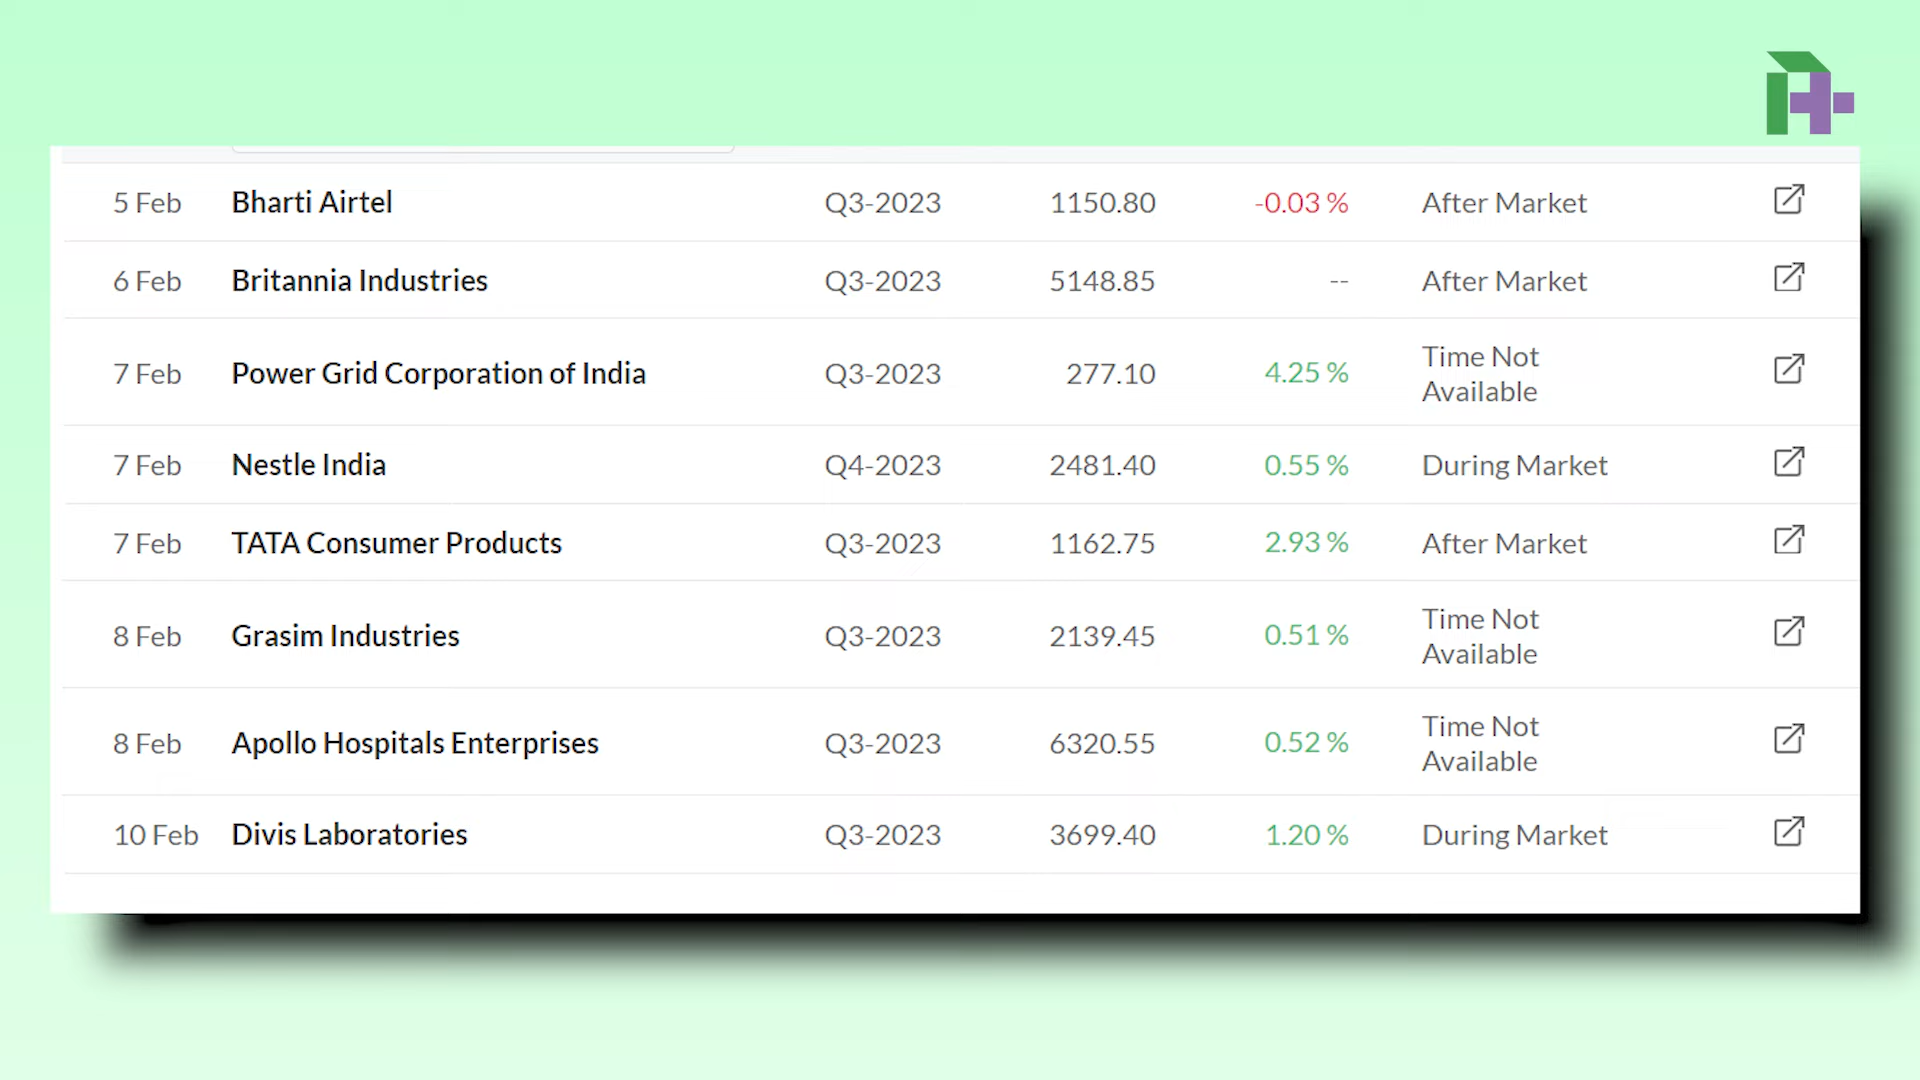 5 Feb Bharti Airtel Q3-2023 1150.80 -0.03 % After Market
6 Feb Britannia Industries Q3-2023 5148.85 -- After Market
7 Feb Power Grid Corporation of India Q3-2023 277.10 4.25 % Time Not
Available
7 Feb Nestle India Q4-2023 2481.40 0.55 % During Market
7 Feb TATA Consumer Products Q3-2023 1162.75 2.93 % After Market
8 Feb Grasim Industries Q3-2023 2139.45 0.51 % Time Not
Available
8 Feb Apollo Hospitals Enterprises Q3-2023 6320.55 0.52 % Time Not
Available
10 Feb Divis Laboratories Q3-2023 3699.40 1.20 % During Market